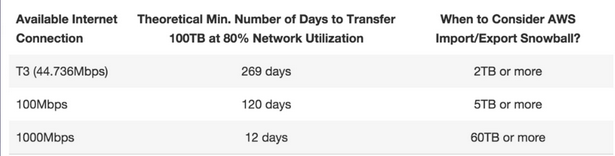 Available Internet Theoretical Min. Number of Days to Transfer When to Consider AWS
Connection 100TB at 80% Network Utilization Import/Export Snowball?
T3 (44.736Mbps) 269 days 2TB or more
100Mbps 120 days 5TB or more
1000Mbps 12 days 60TB or more